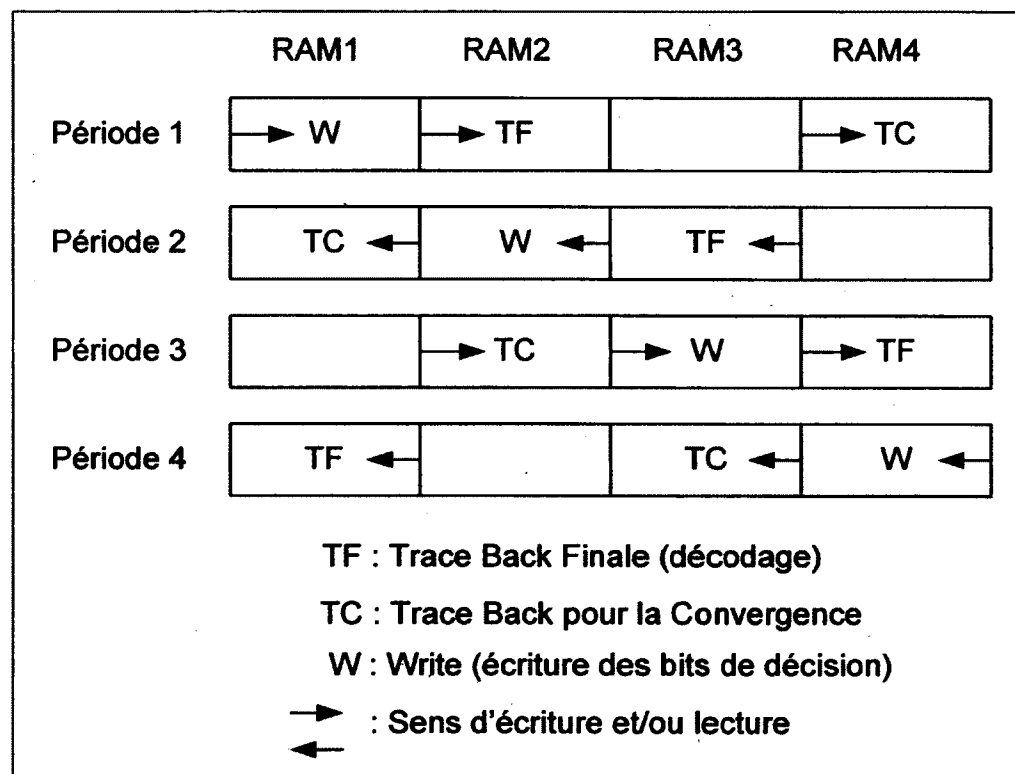 RAM1 RAM2 RAM3 RAM4
Période 1 W TF TC
Période 2 TC W TF
Période 3 TC W TF
Période 4 TF TC W
TF : Trace Back Finale (décodage)
TC : Trace Back pour la Convergence
W : Write (écriture des bits de décision)
: Sens d'écriture et/ou lecture